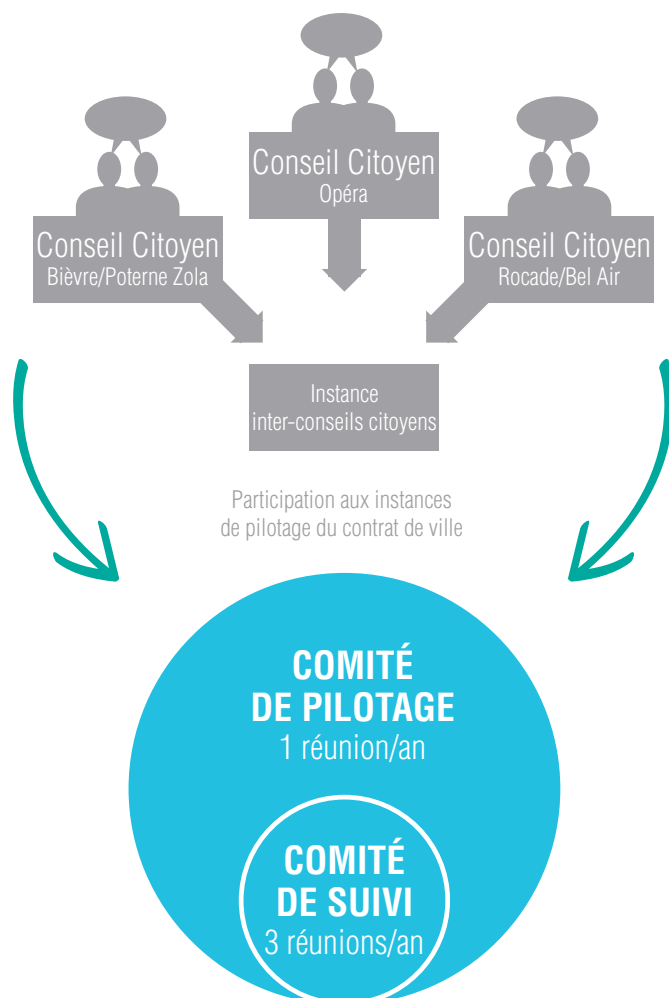 Conseil Citoyen
Opéra
Conseil Citoyen
Bièvre/Poterne Zola
Conseil Citoyen
Rocade/Bel Air
Instance
inter-conseils citoyens
Participation aux instances
de pilotage du contrat de ville
COMITÉ
DE PILOTAGE
1 réunion/an
COMITÉ
DE SUIVI
3 réunions/an